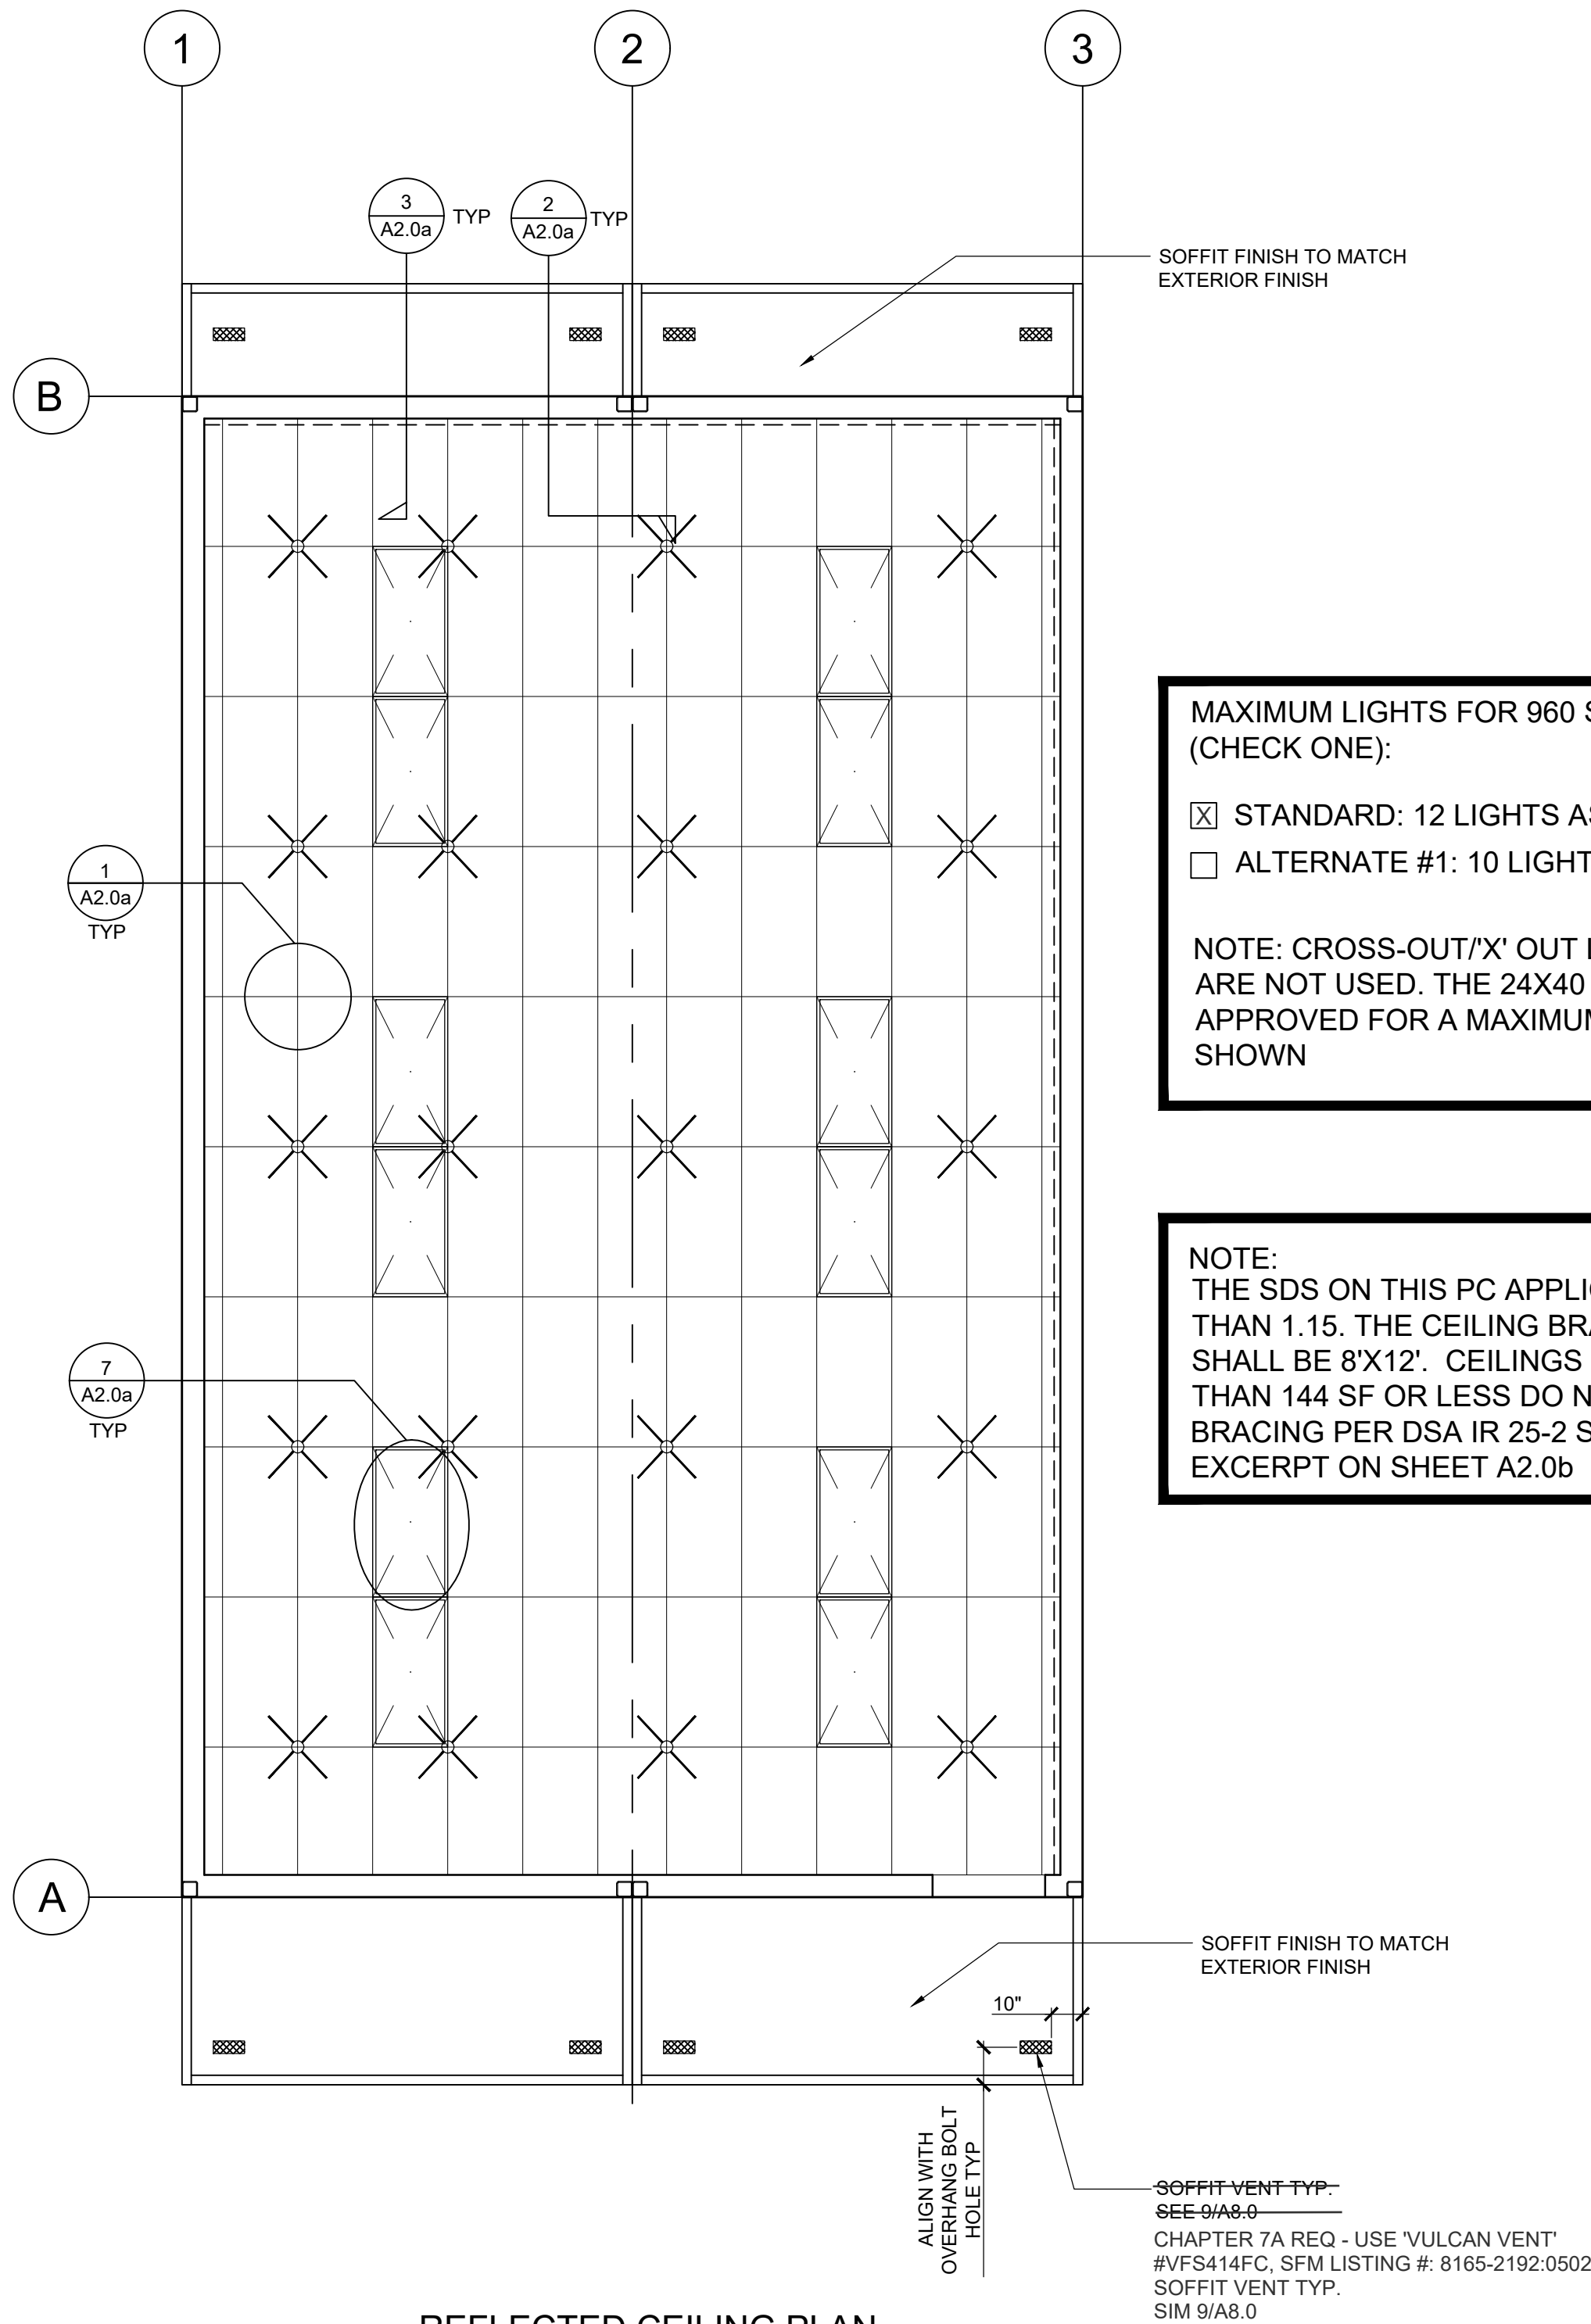 1
2
3
3
A2.0a
TYP
2
A2.0a
TYP
SOFFIT FINISH TO MATCH
EXTERIOR FINISH
B
MAXIMUM LIGHTS FOR 960
(CHECK ONE):
X STANDARD: 12 LIGHTS
ALTERNATE #1: 10
1
A2.0a
TYP
NOTE: CROSS-OUT/'X' OUT
ARE NOT USED. THE 24X40
APPROVED FOR A
SHOWN
NOTE:
THE SDS ON THIS PC
THAN 1.15. THE CEILING
SHALL BE 8'X12'. CEILINGS
THAN 144 SF OR LESS DO
BRACING PER DSA IR 25-2
EXCERPT ON SHEET A2.0b
7
A2.0a
TYP
A
SOFFIT FINISH TO MATCH
EXTERIOR FINISH
10"
ALIGN WITH
OVERHANG BOLT
HOLE TYP
SOFFIT VENT TYP.
SEE 9/A8.0
CHAPTER 7A REQ - USE 'VULCAN VENT'
#VFS414FC, SFM LISTING #: 8165-2192:0502
SOFFIT VENT TYP.
SIM 9/A8.0
REFLECTED CEILING PLAN